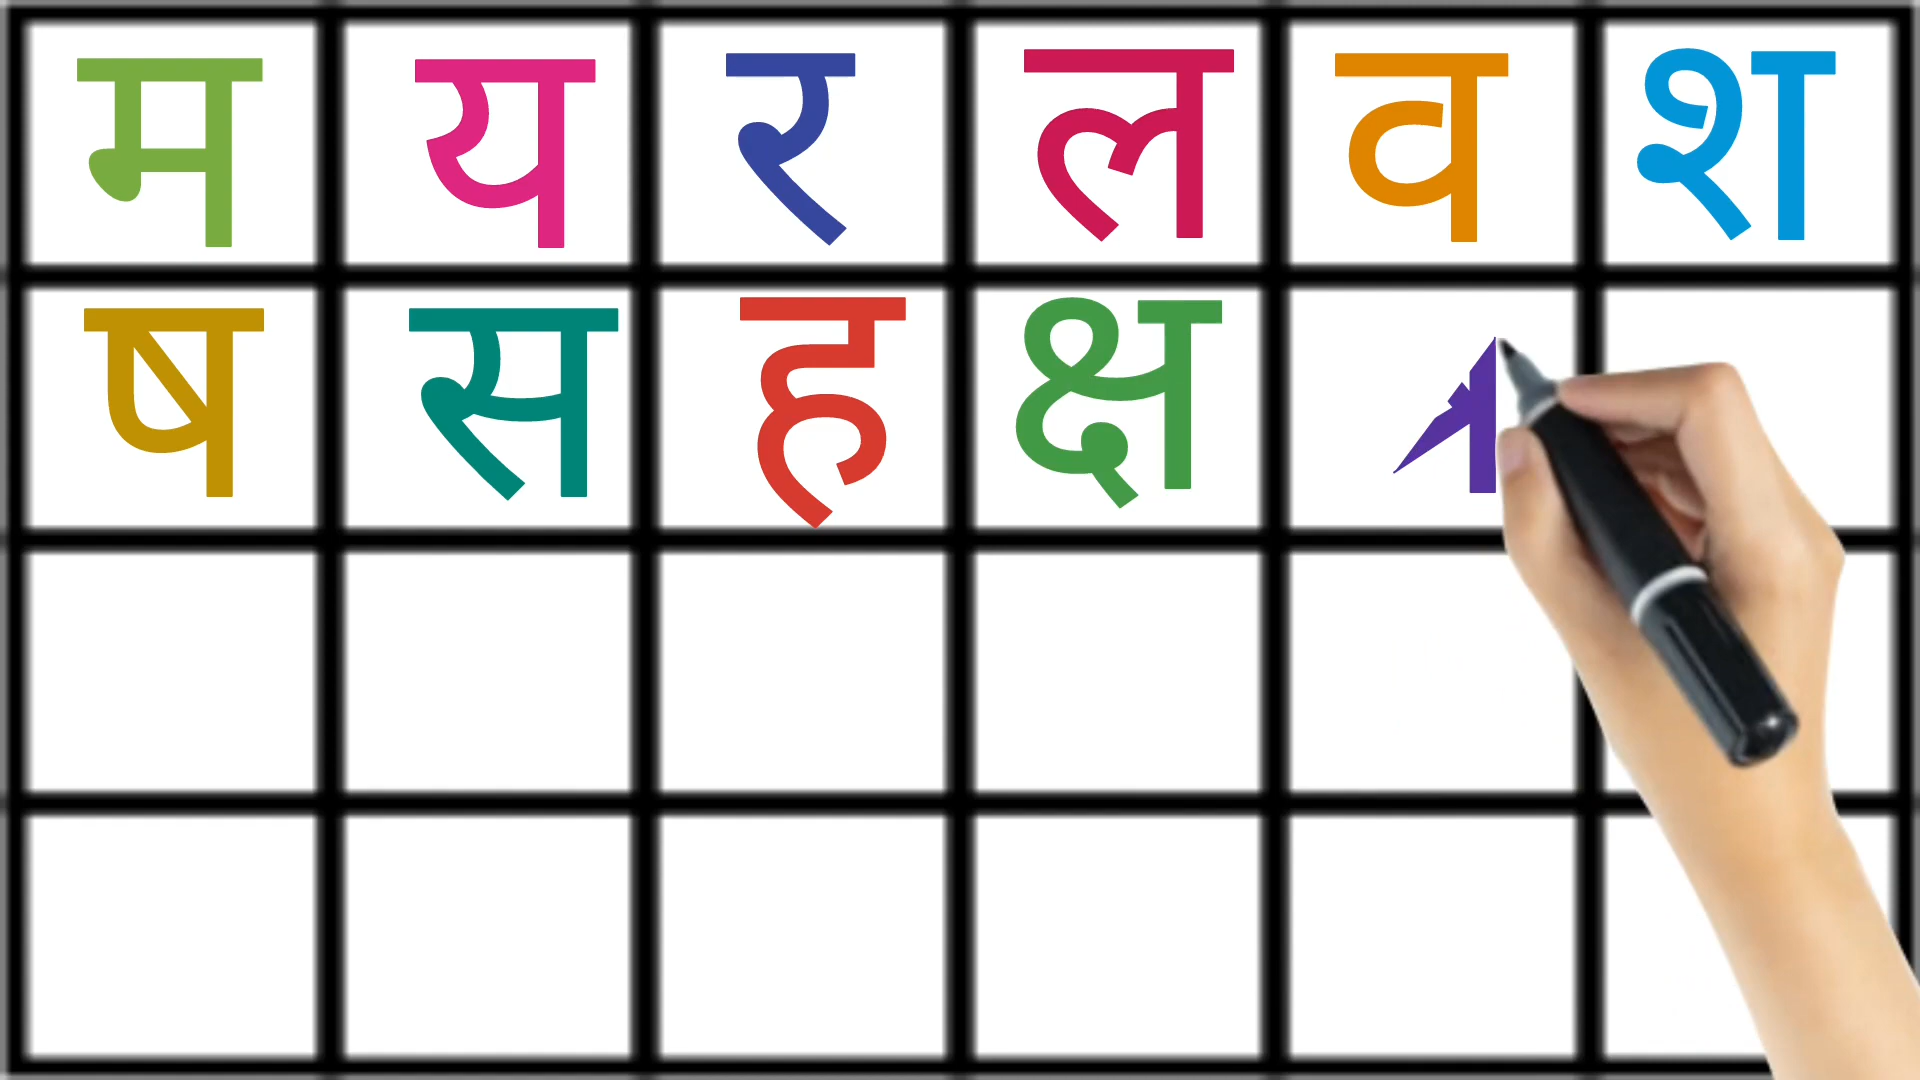 म य र ल व श
ष स ह क्ष